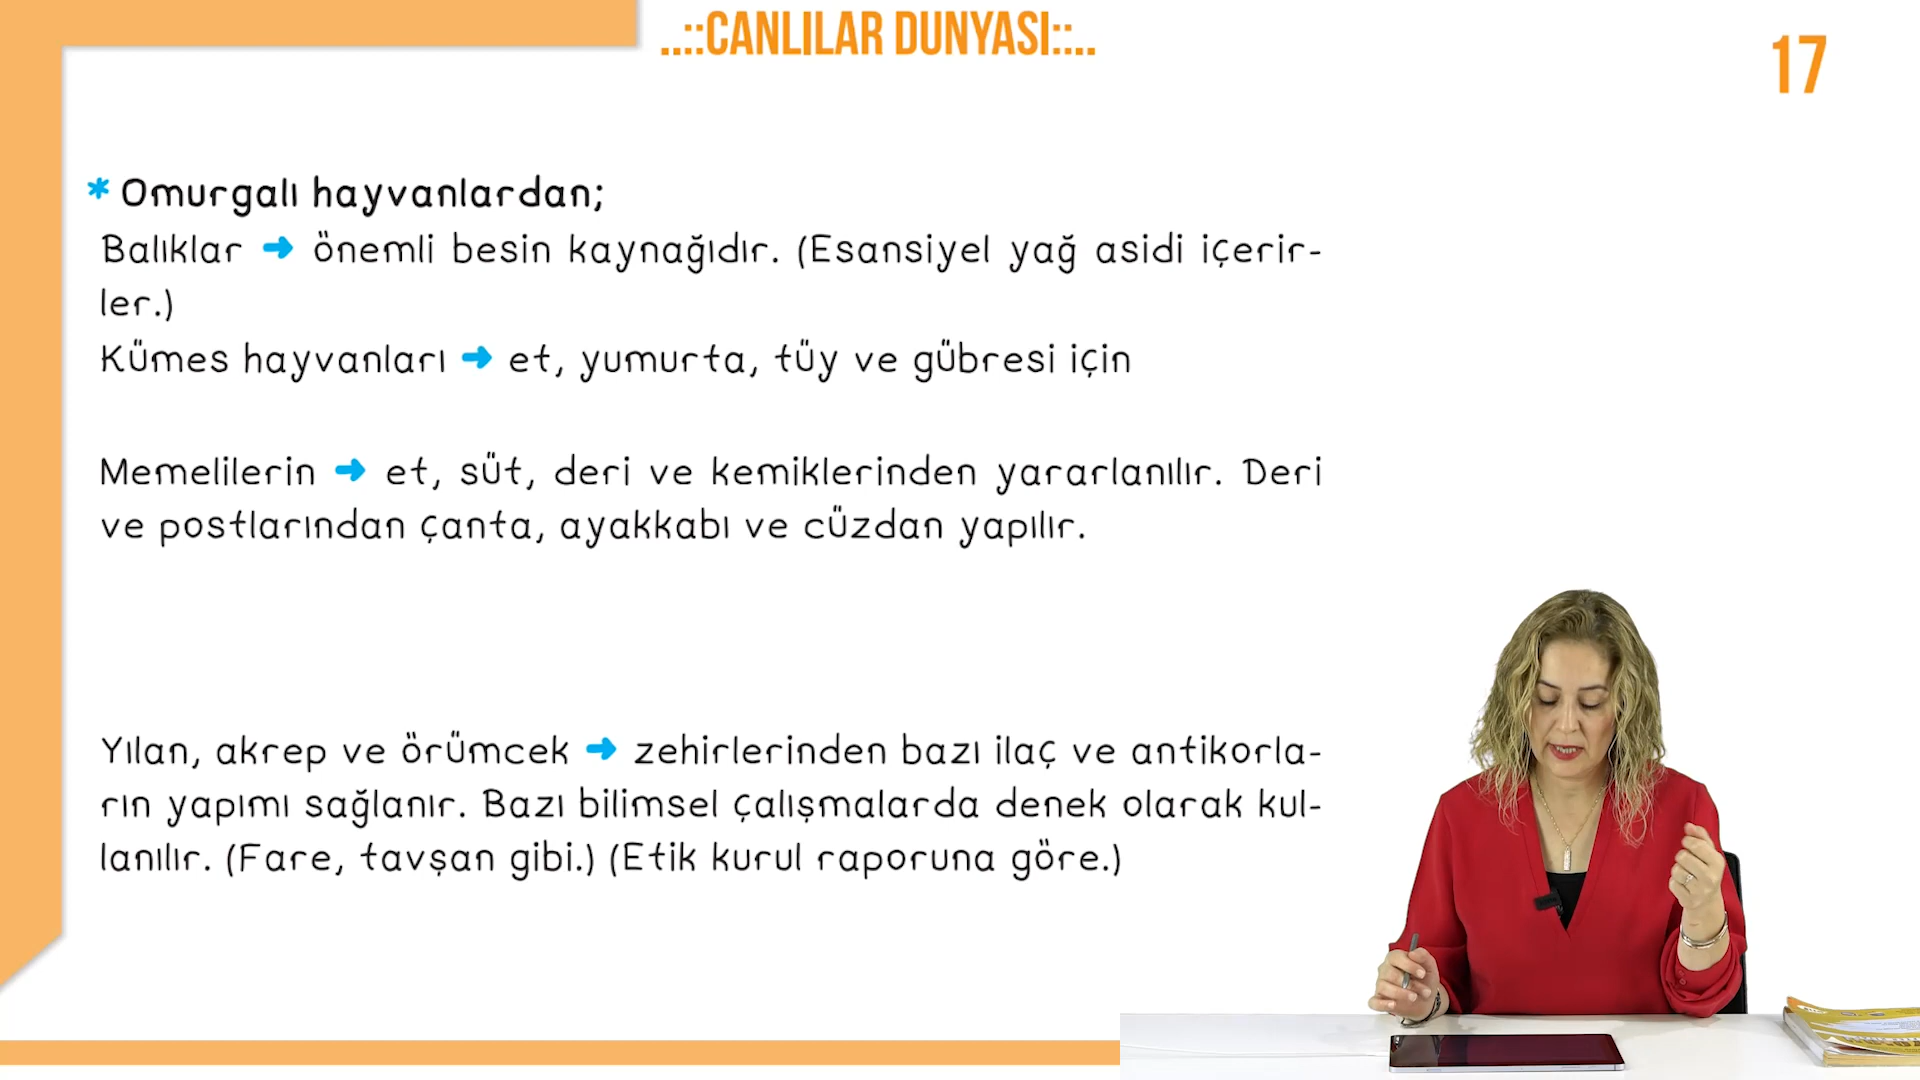 ..::CANLILAR DUNYASI::..
17
* Omurgalı hayvanlardan;
Balıklar ➜ önemli besin kaynağıdır. (Esansiyel yağ asidi içerir-
ler.)
Kümes hayvanları ➜ et, yumurta, tüy ve gübresi için
Memelilerin ➜ et, süt, deri ve kemiklerinden yararlanılır. Deri
ve postlarından çanta, ayakkabı ve cüzdan yapılır.
Yılan, akrep ve örümcek ➜ zehirlerinden bazı ilaç ve antikorla-
rın yapımı sağlanır. Bazı bilimsel çalışmalarda denek olarak kul-
lanılır. (Fare, tavşan gibi.) (Etik kurul raporuna göre.)